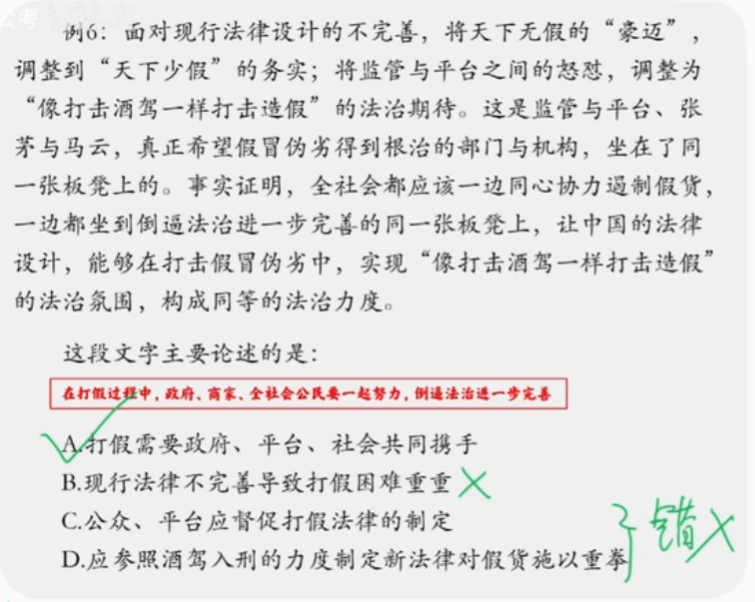 公考
例6：面对现行法律设计的不完善，将天下无假的“豪迈”，
调整到“天下少假”的务实；将监管与平台之间的怒怼，调整为
“像打击酒驾一样打击造假”的法治期待。这是监管与平台、张
茅与马云，真正希望假冒伪劣得到根治的部门与机构，坐在了同
一张板凳上的。事实证明，全社会都应该一边同心协力遏制假货，
一边都坐到倒逼法治进一步完善的同一张板凳上，让中国的法律
设计，能够在打击假冒伪劣中，实现“像打击酒驾一样打击造假”
的法治氛围，构成同等的法治力度。
这段文字主要论述的是：
在打假过程中，政府、商家、全社会公民要一起努力，倒逼法治进一步完善
A.打假需要政府、平台、社会共同携手
B.现行法律不完善导致打假困难重重
C.公众、平台应督促打假法律的制定
D.应参照酒驾入刑的力度制定新法律对假货施以重拳
错